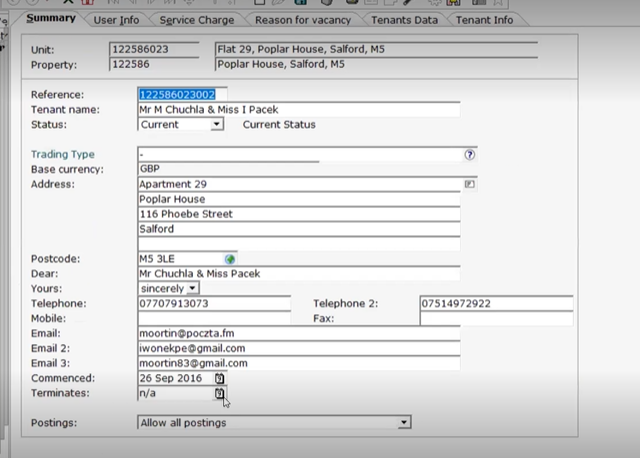 Summary User Info Service Charge Reason for vacancy Tenants Data Tenant Info
Unit: 122586023 Flat 29, Poplar House, Salford, M5
Property: 122586 Poplar House, Salford, M5
Reference: 122586023002
Tenant name: Mr M Chuchla & Miss I Pacek
Status: Current Current Status
Trading Type - ?
Base currency: GBP
Address: Apartment 29
Poplar House
116 Phoebe Street
Salford
Postcode: M5 3LE
Dear: Mr Chuchla & Miss Pacek
Yours: sincerely
Telephone: 07707913073 Telephone 2: 07514972922
Mobile: Fax:
Email: moortin@poczta.fm
Email 2: iwonekpe@gmail.com
Email 3: moortin83@gmail.com
Commenced: 26 Sep 2016
Terminates: n/a
Postings: Allow all postings